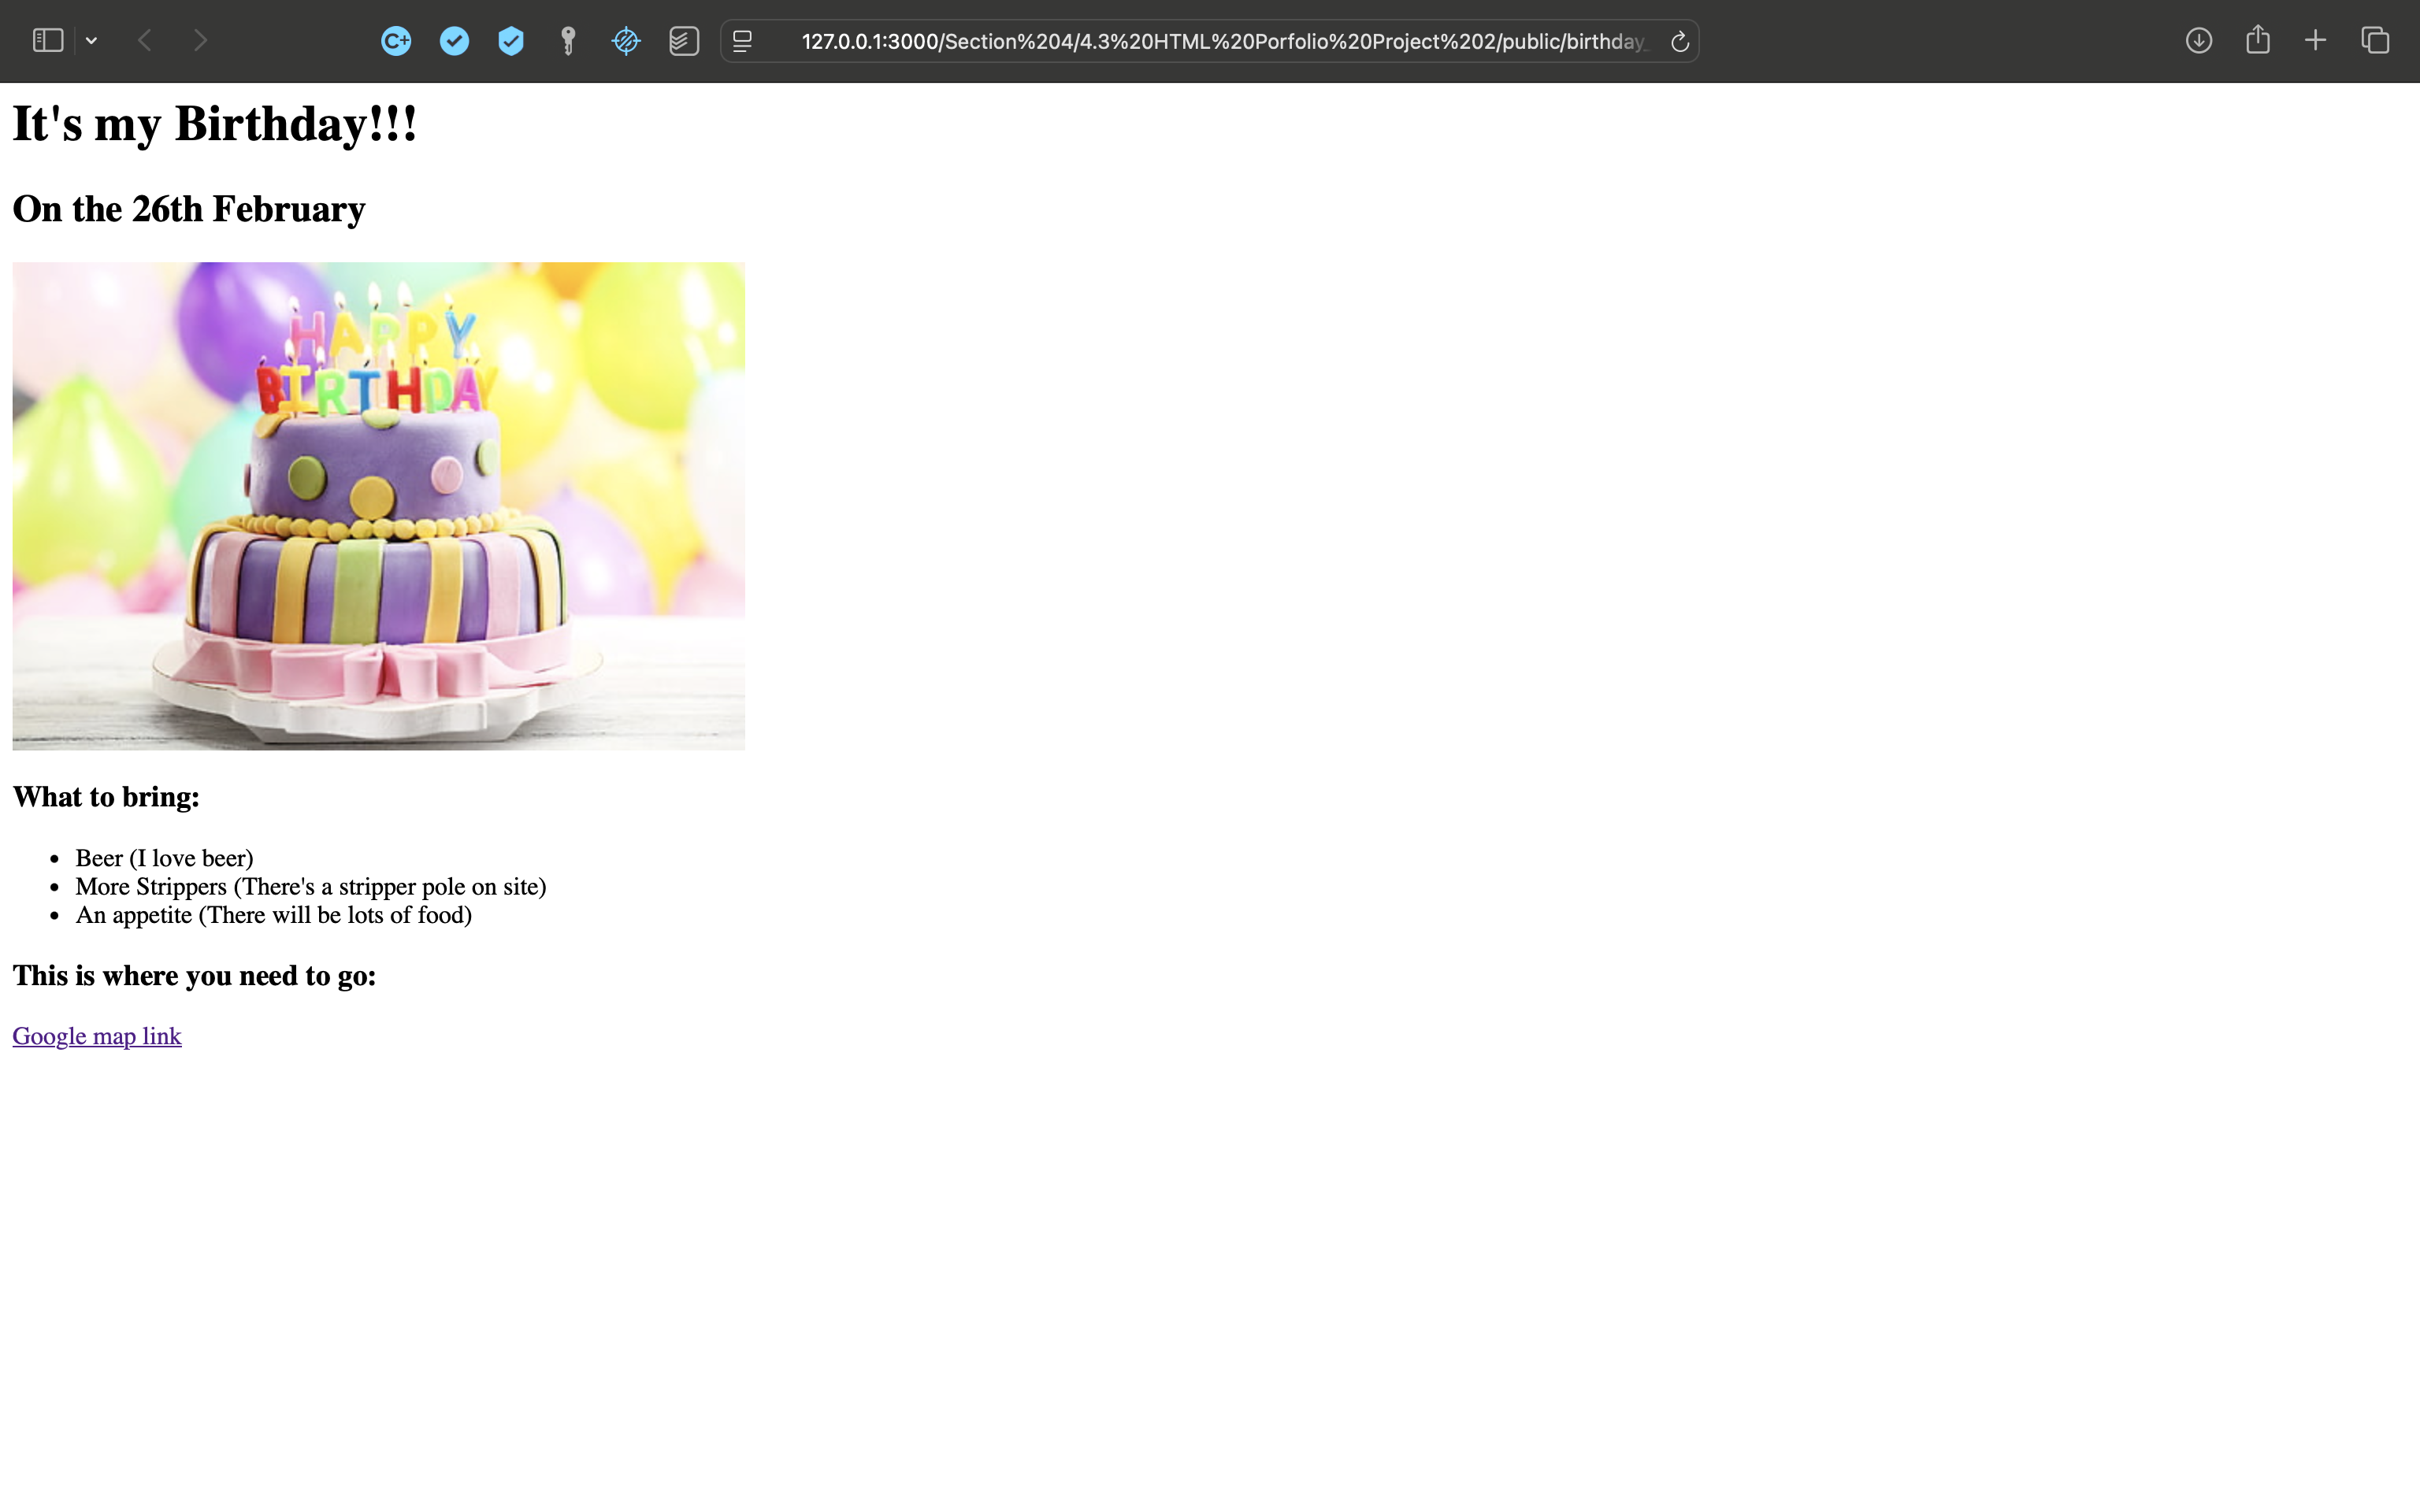 C+
127.0.0.1:3000/Section%204/4.3%20HTML%20Porfolio%20Project%202/public/birthday
It's my Birthday!!!
On the 26th February
HAPPY
BIRTHDAY
What to bring:
Beer (I love beer)
More Strippers (There's a stripper pole on site)
An appetite (There will be lots of food)
This is where you need to go:
Google map link